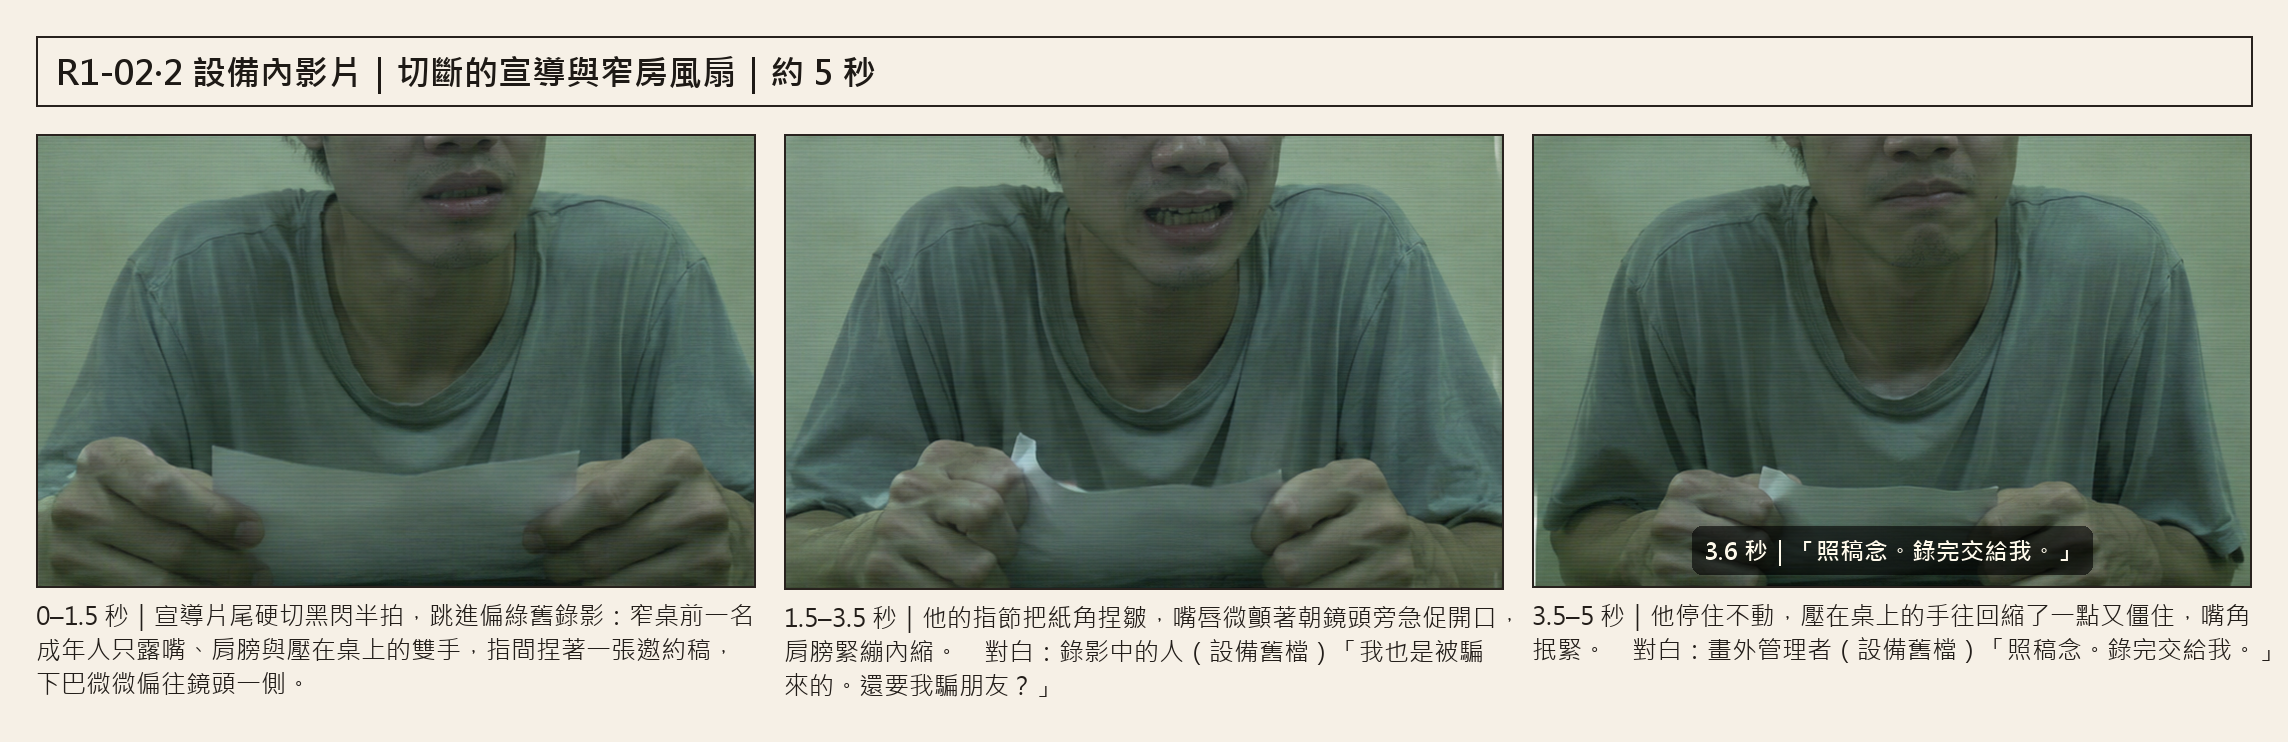 R1-02·2 設備內影片｜切斷的宣導與窄房風扇｜約 5 秒
0–1.5 秒｜宣導片尾硬切黑閃半拍，跳進偏綠舊錄影：窄桌前一名
成年人只露嘴、肩膀與壓在桌上的雙手，指間捏著一張邀約稿，
下巴微微偏往鏡頭一側。
1.5–3.5 秒｜他的指節把紙角捏皺，嘴唇微顫著朝鏡頭旁急促開口，
肩膀緊繃內縮。　對白：錄影中的人（設備舊檔）「我也是被騙
來的。還要我騙朋友？」
3.6 秒｜「照稿念。錄完交給我。」
3.5–5 秒｜他停住不動，壓在桌上的手往回縮了一點又僵住，嘴角
抿緊。　對白：畫外管理者（設備舊檔）「照稿念。錄完交給我。」